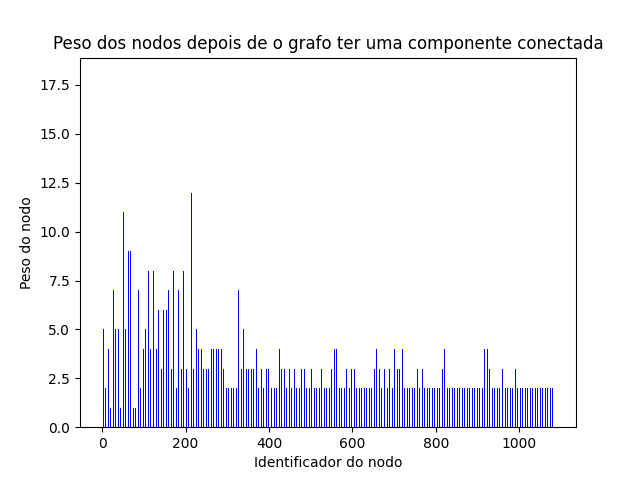 Peso dos nodos depois de o grafo ter uma componente conectada
17.5
15.0
12.5
10.0
7.5
5.0
2.5
0.0
Peso do nodo
0 200 400 600 800 1000
Identificador do nodo